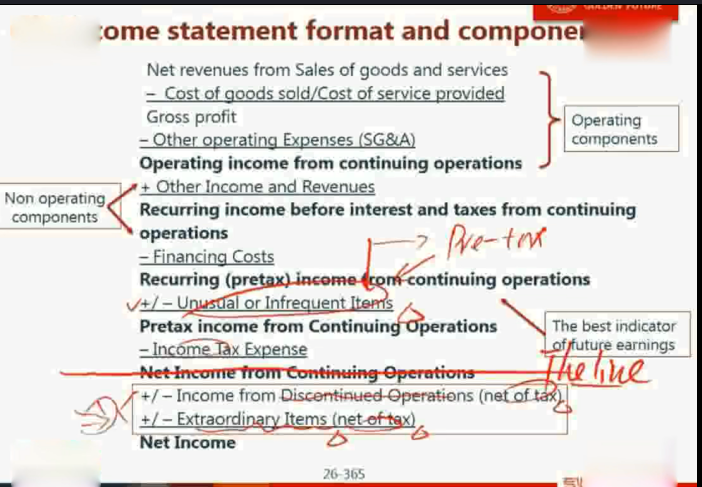 come statement format and compone
Net revenues from Sales of goods and services
– Cost of goods sold/Cost of service provided
Gross profit
– Other operating Expenses (SG&A)
Operating income from continuing operations
+ Other Income and Revenues
Recurring income before interest and taxes from continuing
operations
– Financing Costs
Recurring (pretax) income from continuing operations
+/ – Unusual or Infrequent Items
Pretax income from Continuing Operations
– Income Tax Expense
Net Income from Continuing Operations
+/ – Income from Discontinued Operations (net of tax)
+/ – Extraordinary Items (net of tax)
Net Income
Operating
components
Non operating
components
Pre-tax
The best indicator
of future earnings
The line
26-365